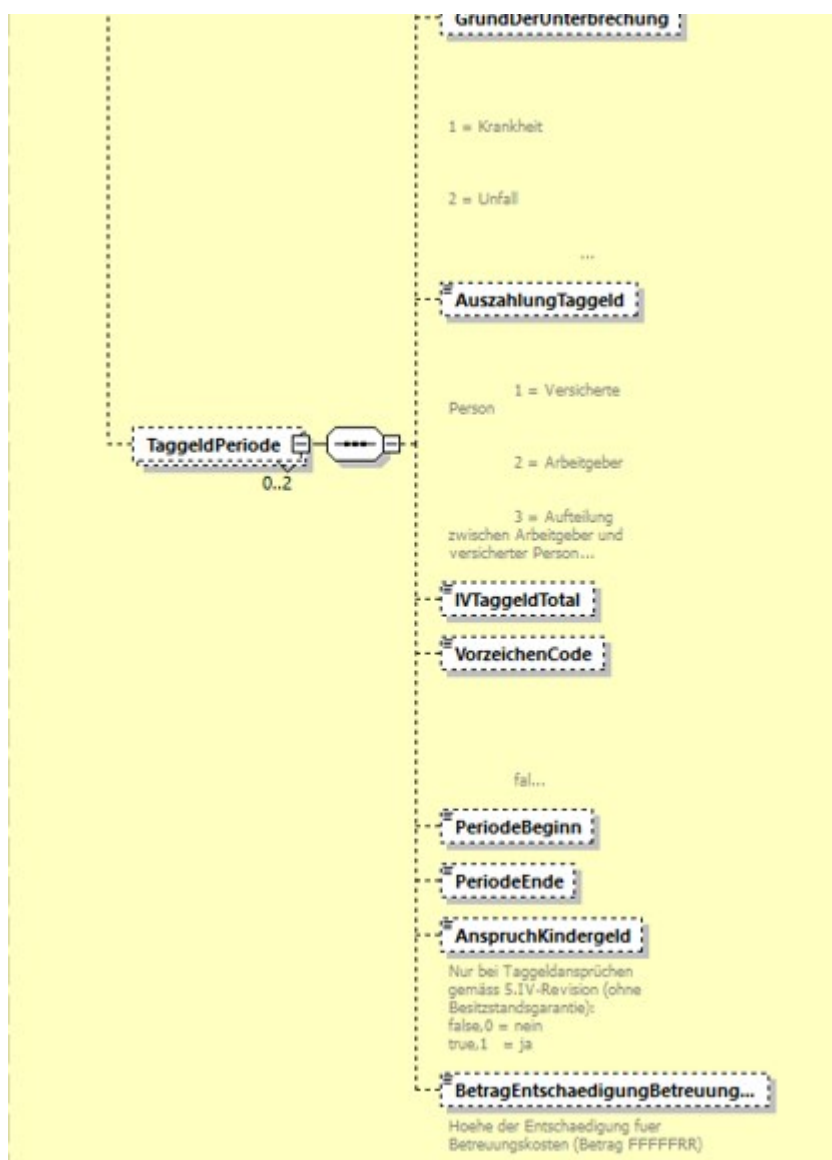 GrundDerUnterbrechung
1 = Krankheit
2 = Unfall
...
AuszahlungTaggeld
1 = Versicherte
Person
2 = Arbeitgeber
3 = Aufteilung
zwischen Arbeitgeber und
versicherter Person...
TaggeldPeriode
0..2
IVTaggeldTotal
VorzeichenCode
fal...
PeriodeBeginn
PeriodeEnde
AnspruchKindergeld
Nur bei Taggeldansprüchen
gemäss 5.IV-Revision (ohne
Besitzstandsgarantie):
false,0 = nein
true,1 = ja
BetragEntschaedigungBetreuung...
Hoehe der Entschaedigung fuer
Betreuungskosten (Betrag FFFFFRR)